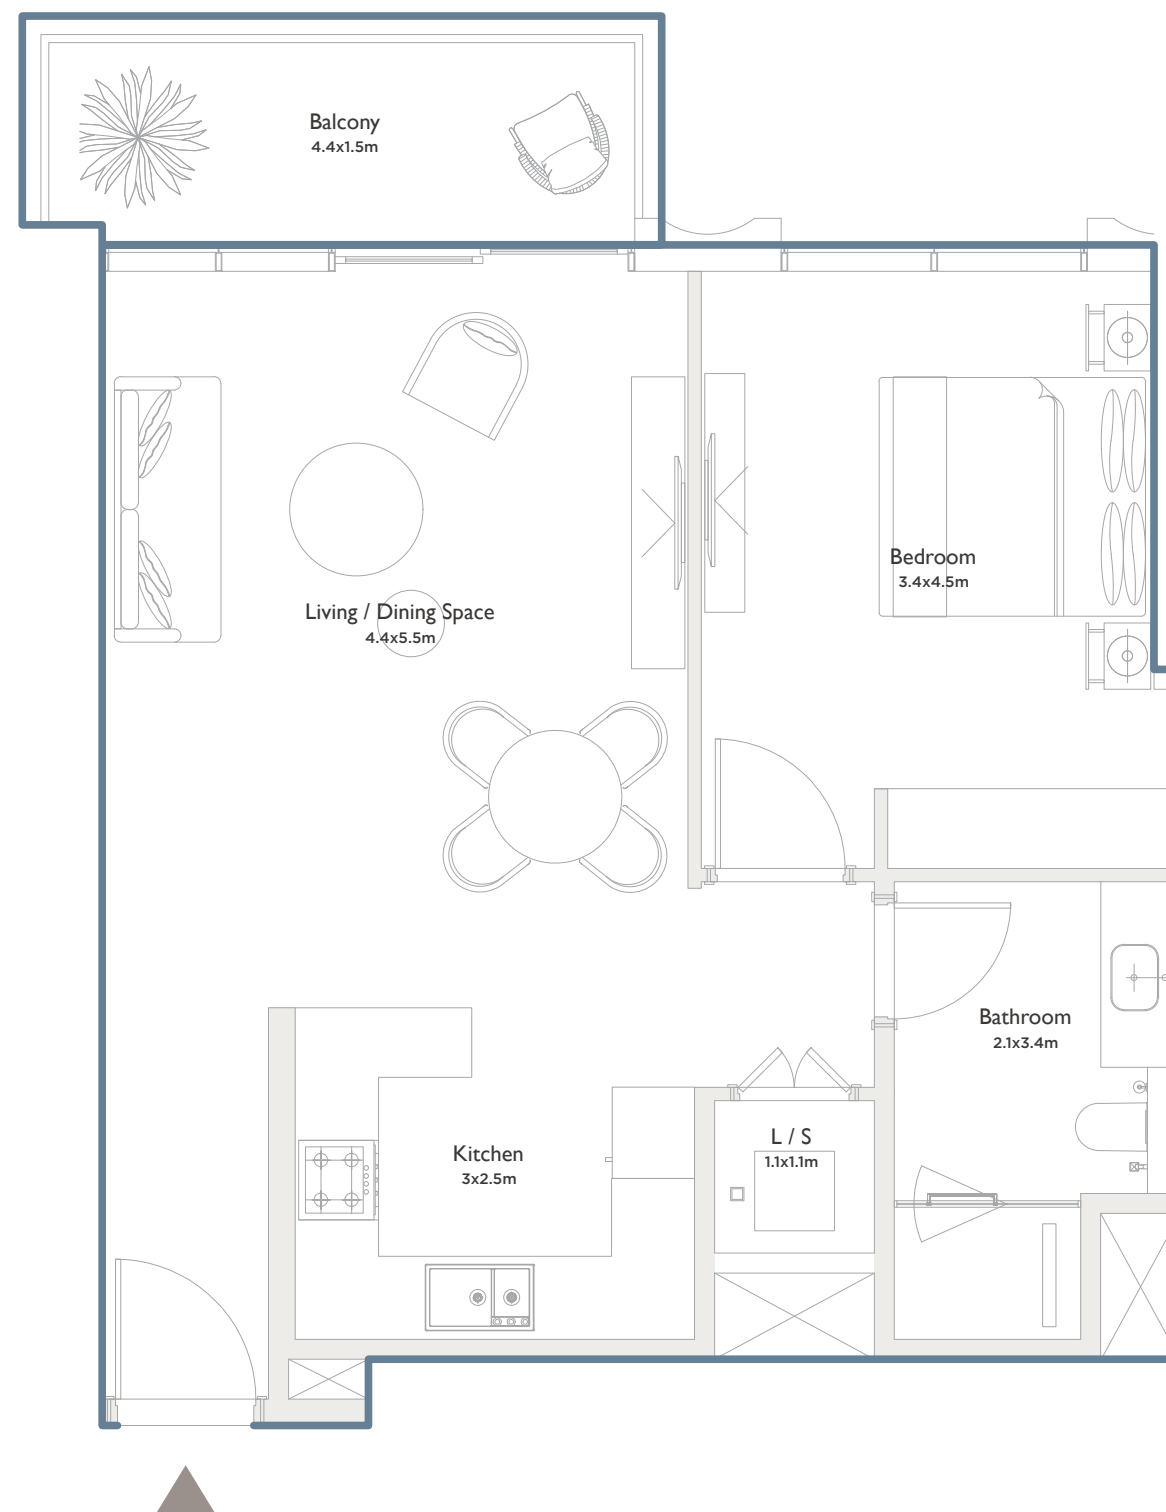 Balcony
4.4x1.5m
Bedroom
3.4x4.5m
Living / Dining Space
4.4x5.5m
Bathroom
2.1x3.4m
Kitchen
3x2.5m
L / S
1.1x1.1m